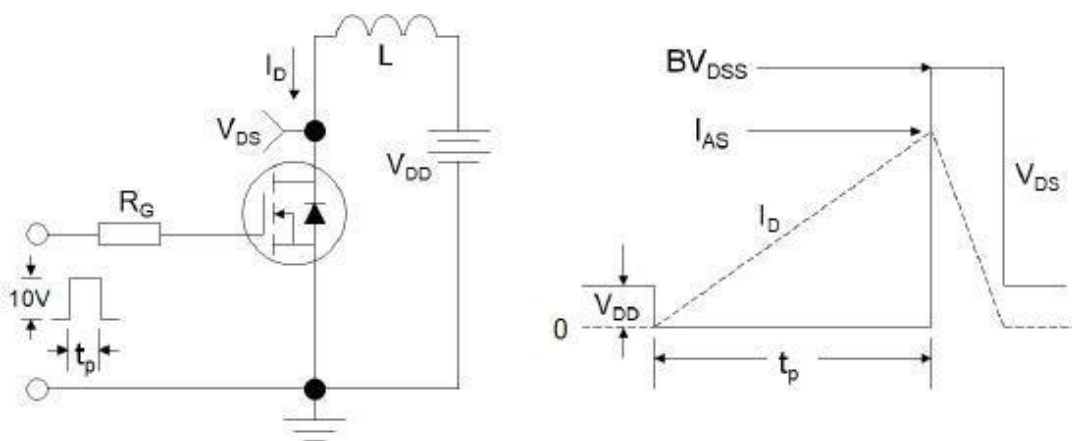 L
I_D
V_DS
V_DD
R_G
10V
t_p
BV_DSS
I_AS
V_DS
I_D
V_DD
0
t_p